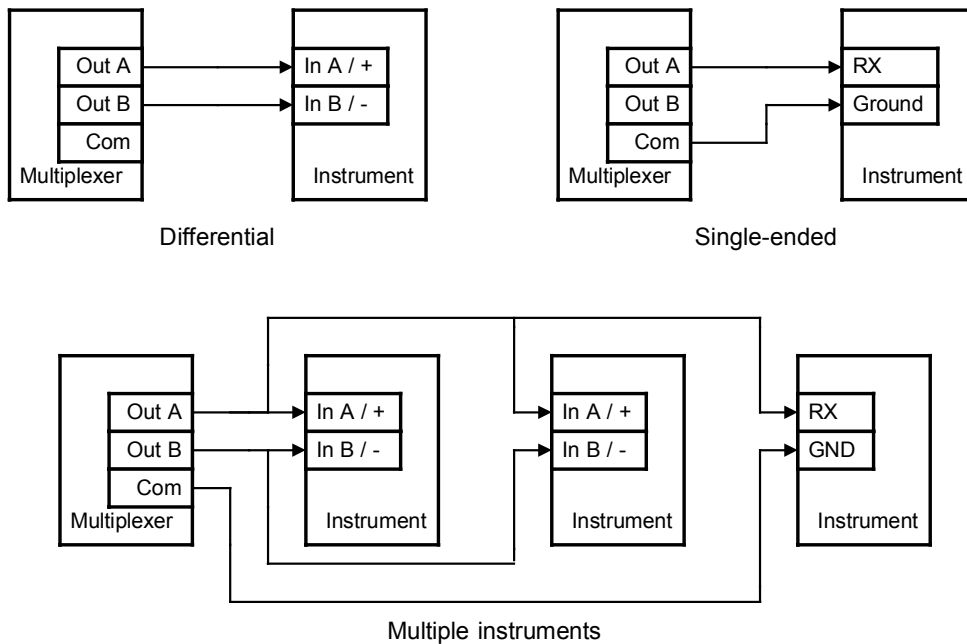 Out A
Out B
Com
Multiplexer
In A / +
In B / -
Instrument
Differential
Out A
Out B
Com
Multiplexer
RX
Ground
Instrument
Single-ended
Out A
Out B
Com
Multiplexer
In A / +
In B / -
Instrument
In A / +
In B / -
Instrument
RX
GND
Instrument
Multiple instruments